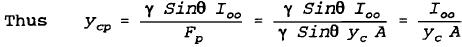 Thus y_cp = γ Sinθ I_oo / F_p = γ Sinθ I_oo / γ Sinθ y_c A = I_oo / y_c A